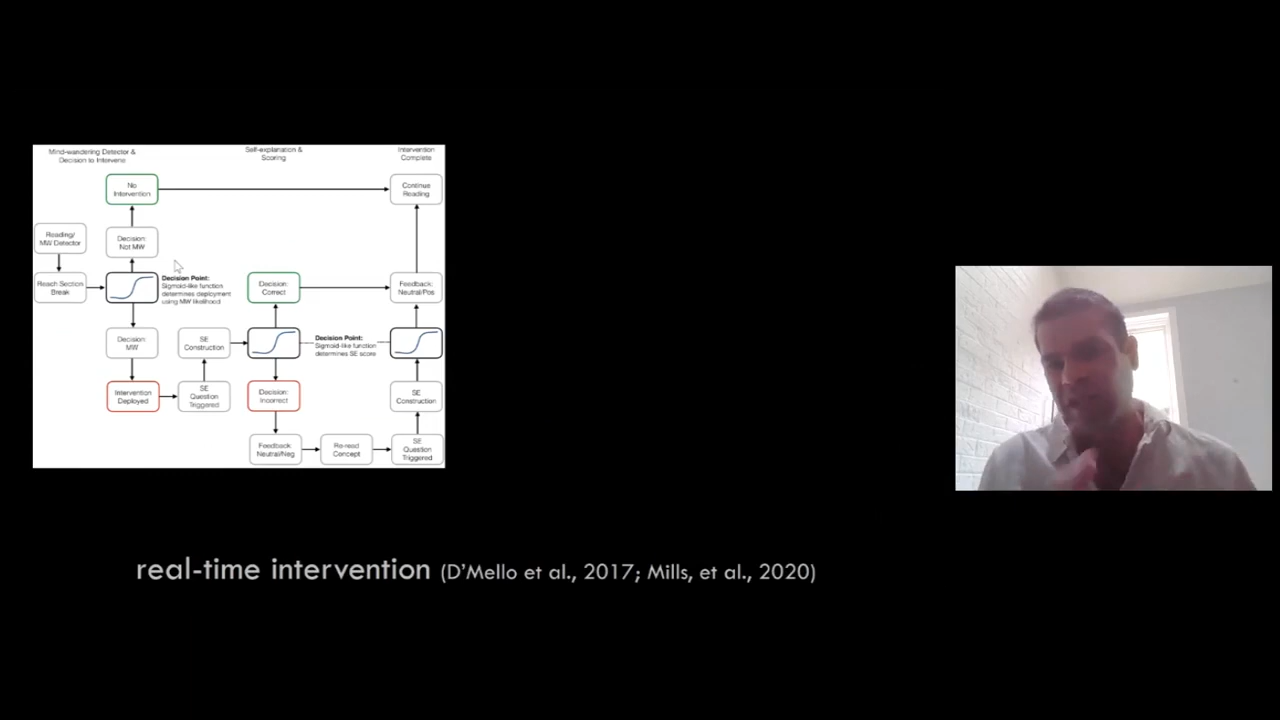 Mind-wandering Detector &
Decision to Intervene
Self-explanation &
Scoring
Intervention
Complete
No
Intervention
Continue
Reading
Reading/
MW Detector
Decision:
Not MW
Reach Section
Break
Decision Point:
Sigmoid-like function
determines deployment
using MW likelihood
Decision:
Correct
Feedback:
Neutral/Pos
Decision:
MW
SE
Construction
Decision Point:
Sigmoid-like function
determines SE score
Intervention
Deployed
SE
Question
Triggered
Decision:
Incorrect
SE
Construction
Feedback:
Neutral/Neg
Re-read
Concept
SE
Question
Triggered
real-time intervention (D'Mello et al., 2017; Mills, et al., 2020)